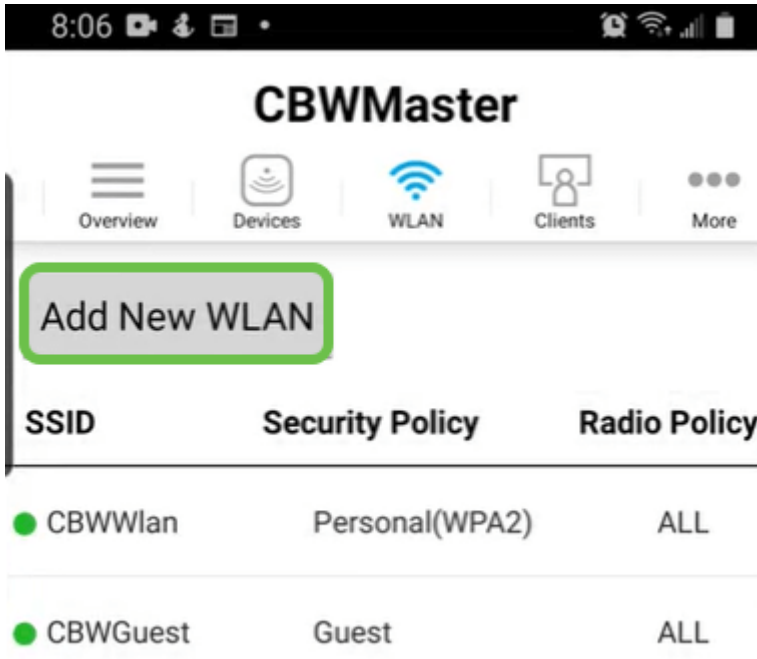 8:06
CBWMaster
Overview Devices WLAN Clients More
Add New WLAN
SSID Security Policy Radio Policy
CBWWlan Personal(WPA2) ALL
CBWGuest Guest ALL